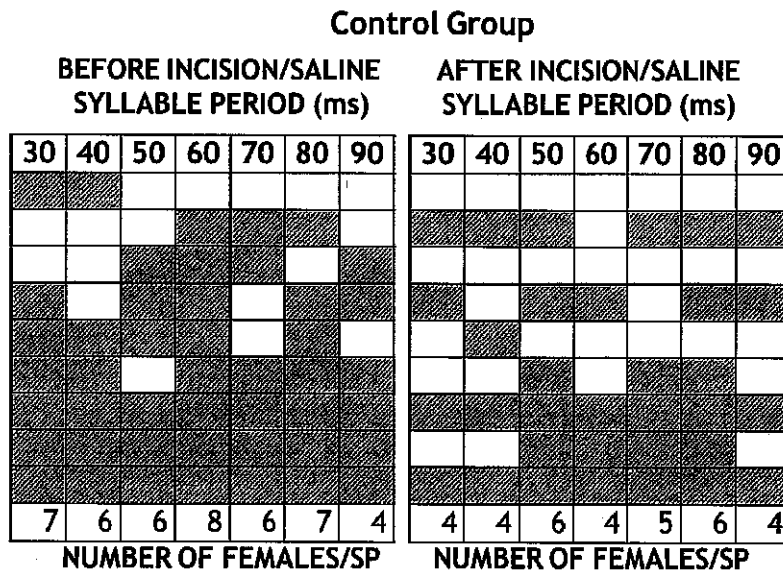 Control Group
BEFORE INCISION/SALINE AFTER INCISION/SALINE
SYLLABLE PERIOD (ms) SYLLABLE PERIOD (ms)
30 40 50 60 70 80 90 30 40 50 60 70 80 90
7 6 6 8 6 7 4 4 4 6 4 5 6 4
NUMBER OF FEMALES/SP NUMBER OF FEMALES/SP